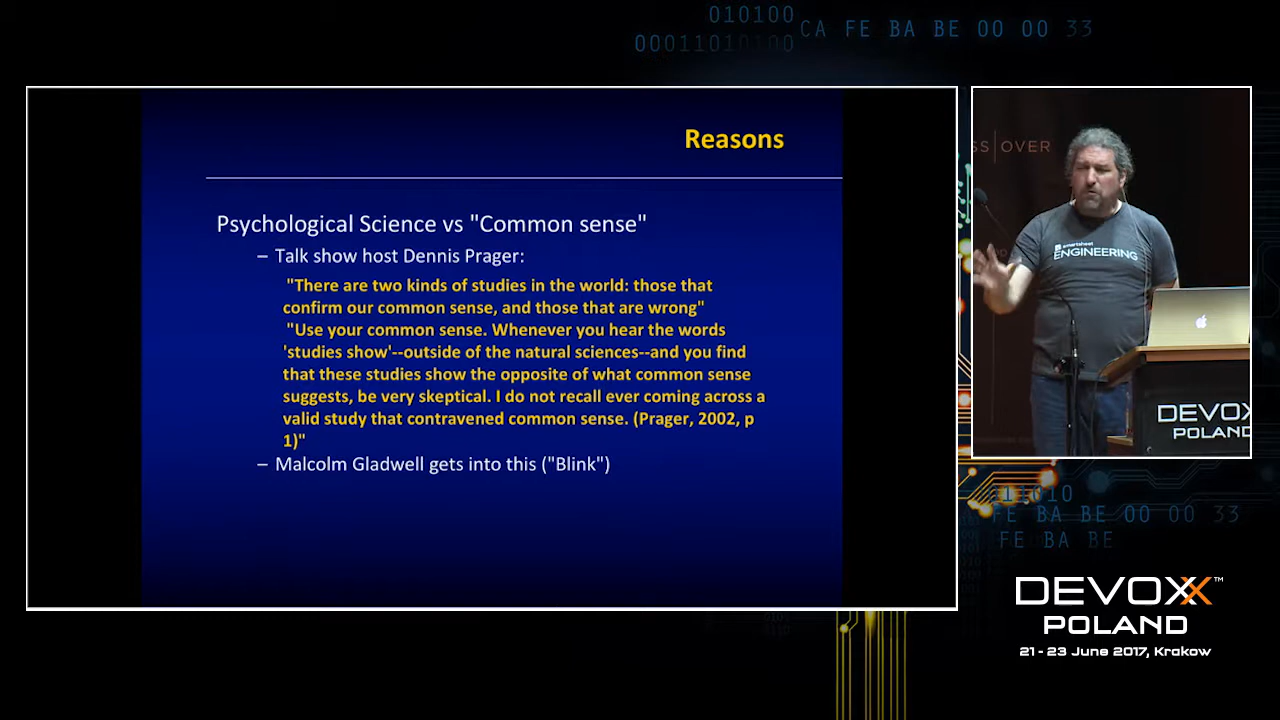 010100
00011010100
CA FE BA BE 00 00 33
Reasons
Psychological Science vs "Common sense"
– Talk show host Dennis Prager:
"There are two kinds of studies in the world: those that
confirm our common sense, and those that are wrong"
"Use your common sense. Whenever you hear the words
'studies show'--outside of the natural sciences--and you find
that these studies show the opposite of what common sense
suggests, be very skeptical. I do not recall ever coming across a
valid study that contravened common sense. (Prager, 2002, p
1)"
– Malcolm Gladwell gets into this ("Blink")
SS|OVER
smartsheet
ENGINEERING
DEVOX
POLAND
011010
FE BA BE 00 00 33
FE BA BE
DEVOXX™
POLAND
21 - 23 June 2017, Krakow